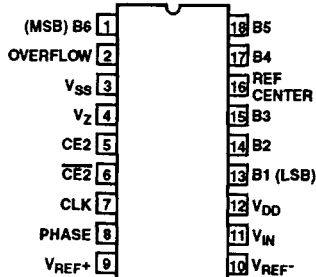 (MSB) B6 1
OVERFLOW 2
VSS 3
VZ 4
CE2 5
CE2 6
CLK 7
PHASE 8
VREF+ 9
18 B5
17 B4
16 REF
CENTER
15 B3
14 B2
13 B1 (LSB)
12 VDD
11 VIN
10 VREF-